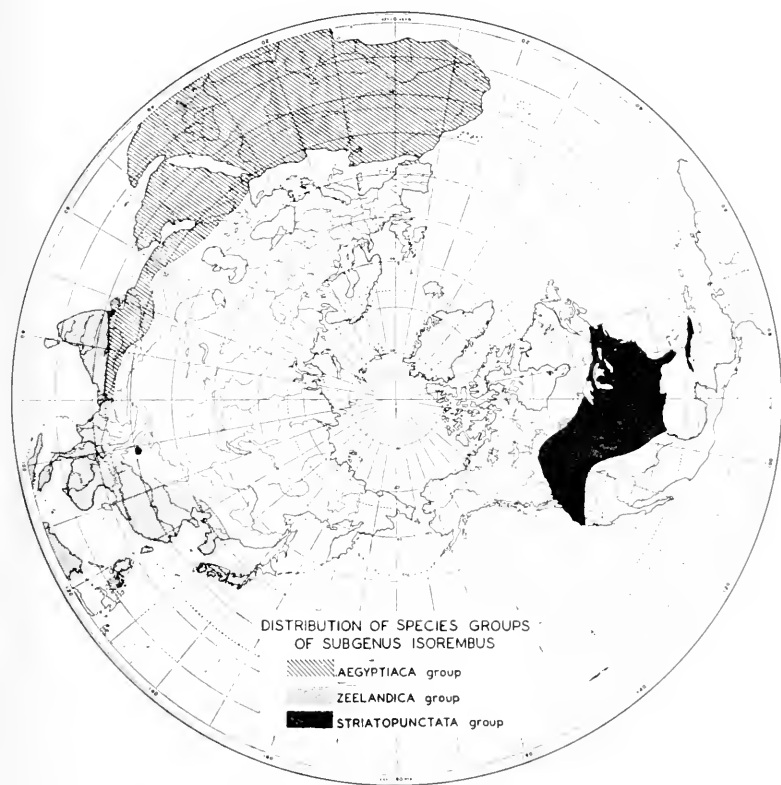 DISTRIBUTION OF SPECIES GROUPS
OF SUBGENUS ISOREMBUS
AEGYPTIACA group
ZEELANDICA group
STRIATOPUNCTATA group